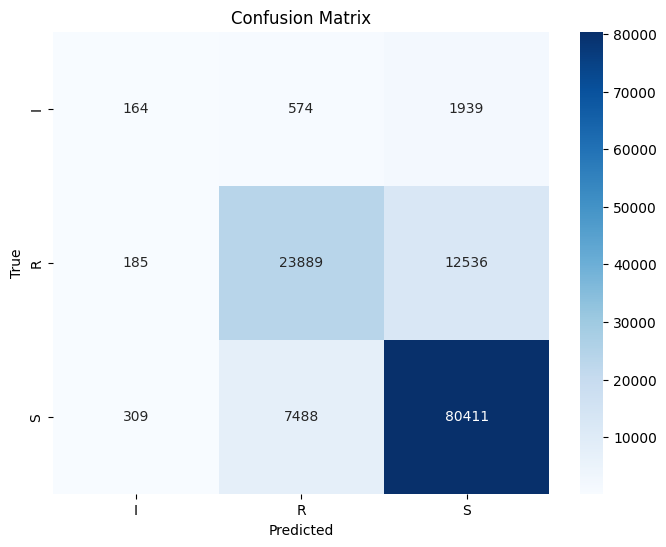 Confusion Matrix
I 164 574 1939
R 185 23889 12536
S 309 7488 80411
I R S
Predicted
True
80000
70000
60000
50000
40000
30000
20000
10000